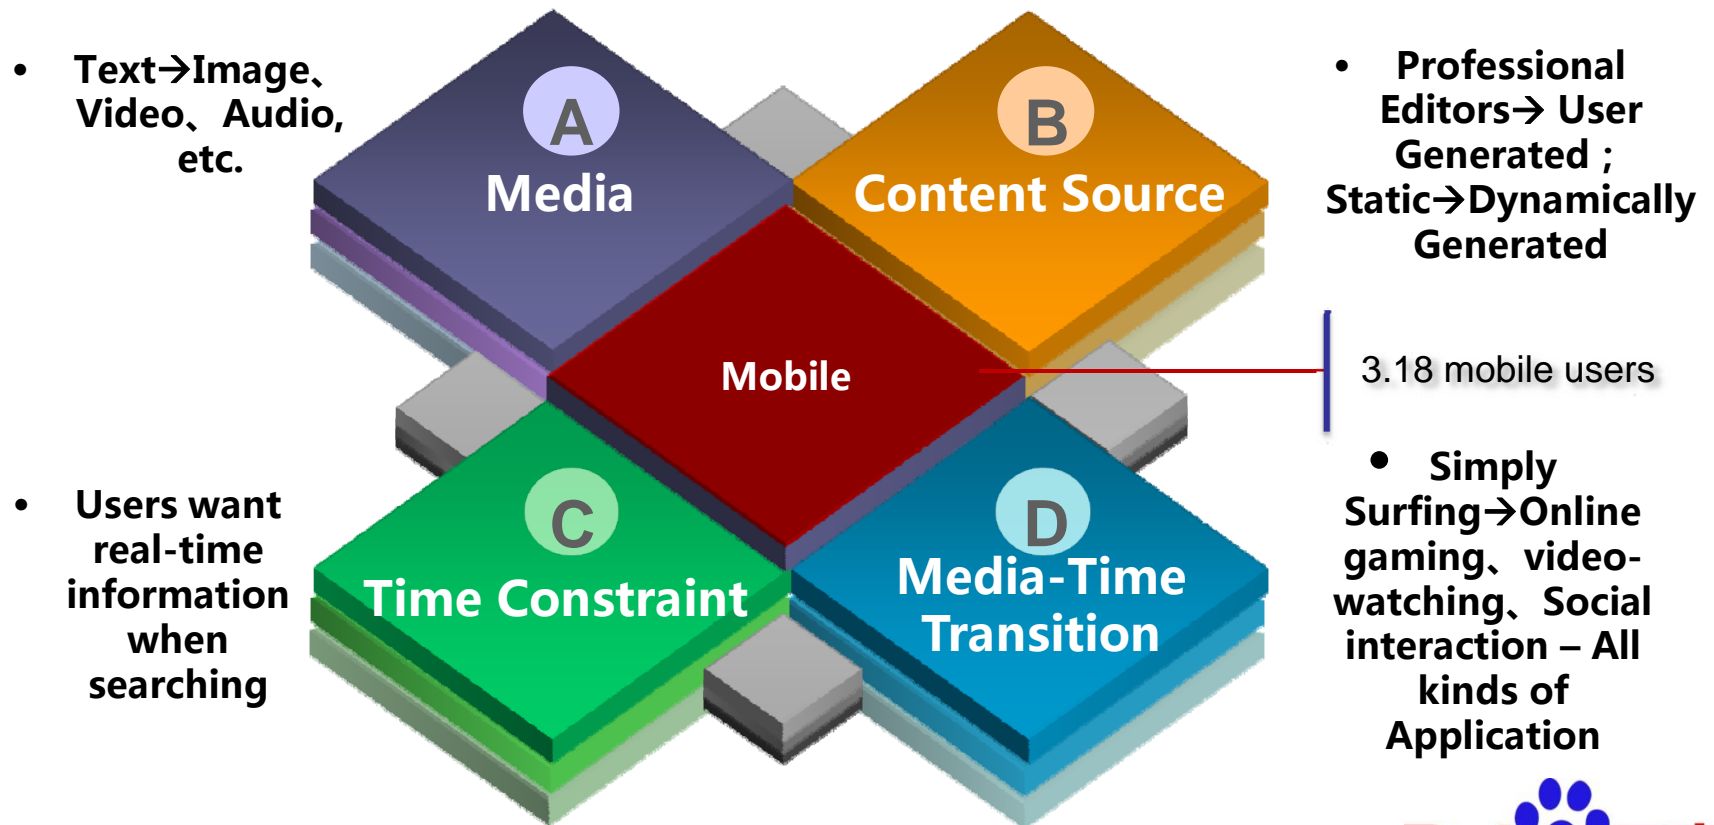 • Text→Image、
Video、Audio,
etc.
A
Media
B
Content Source
• Professional
Editors→ User
Generated ;
Static→Dynamically
Generated
Mobile
3.18 mobile users
• Users want
real-time
information
when
searching
C
Time Constraint
D
Media-Time
Transition
• Simply
Surfing→Online
gaming、video-
watching、Social
interaction – All
kinds of
Application